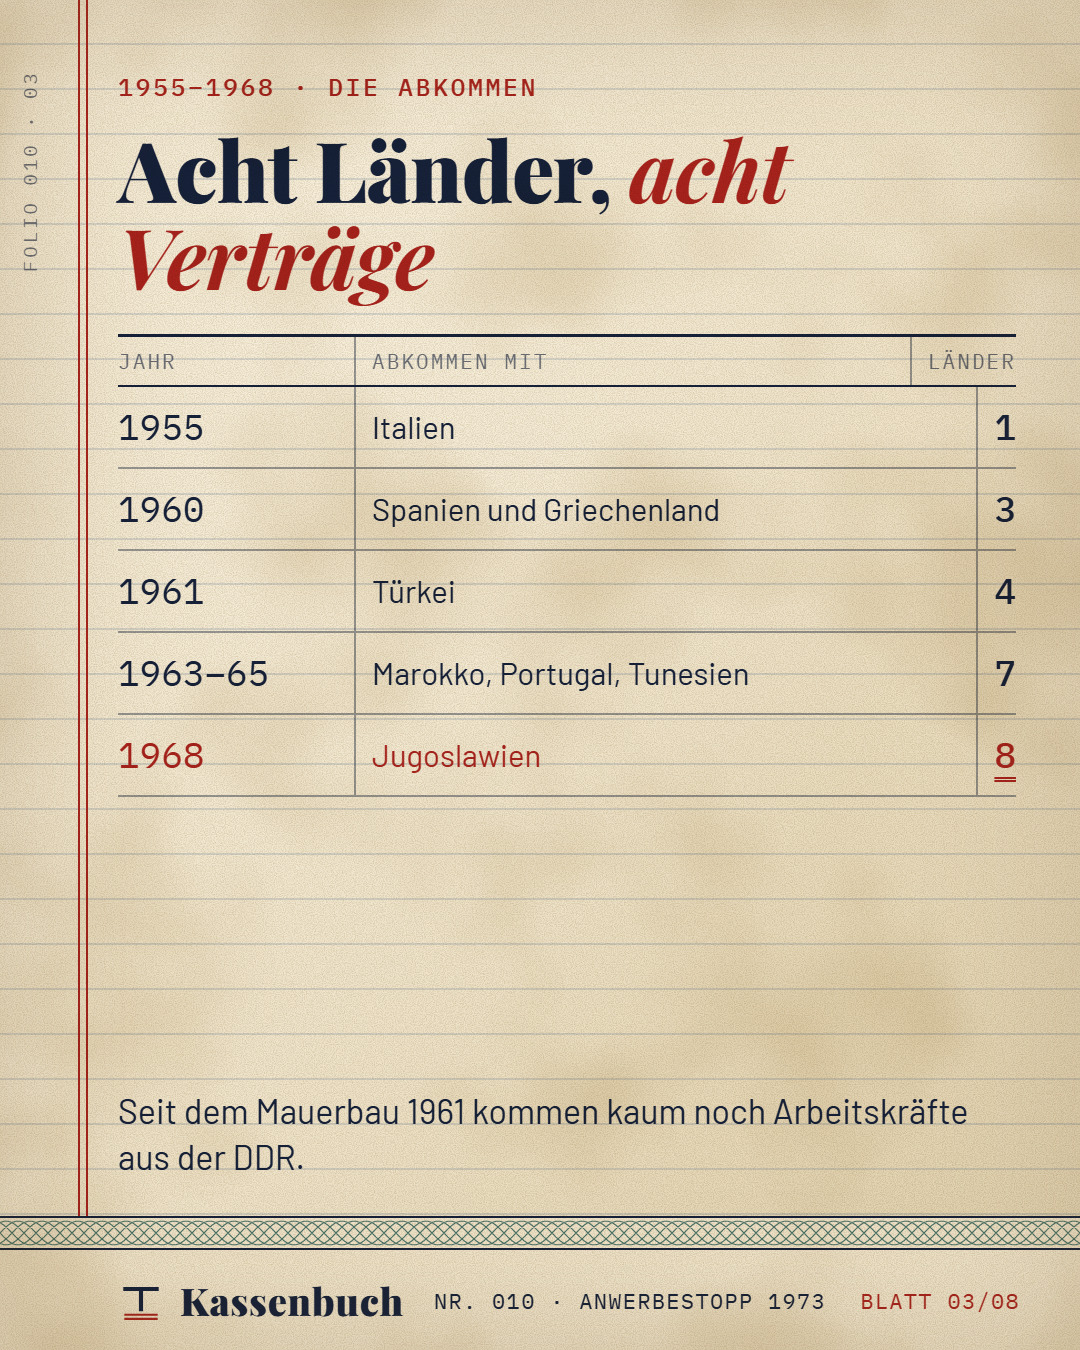 FOLIO 010 · 03
1955–1968 · DIE ABKOMMEN
Acht Länder, acht
Verträge
JAHR ABKOMMEN MIT LÄNDER
1955 Italien 1
1960 Spanien und Griechenland 3
1961 Türkei 4
1963–65 Marokko, Portugal, Tunesien 7
1968 Jugoslawien 8
Seit dem Mauerbau 1961 kommen kaum noch Arbeitskräfte
aus der DDR.
Kassenbuch NR. 010 · ANWERBESTOPP 1973 BLATT 03/08